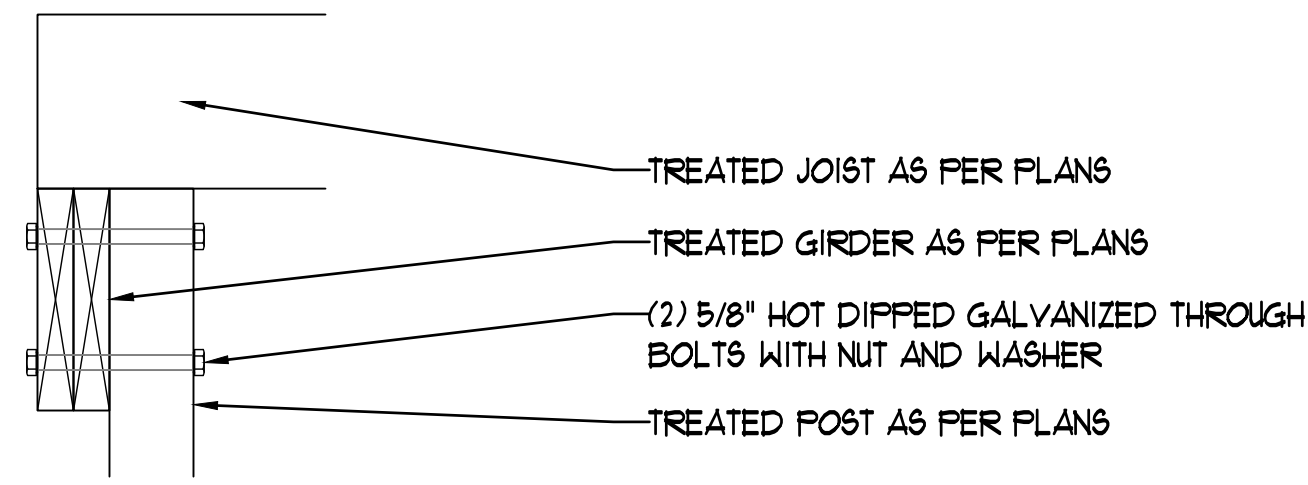 TREATED JOIST AS PER PLANS
TREATED GIRDER AS PER PLANS
(2) 5/8" HOT DIPPED GALVANIZED THROUGH
BOLTS WITH NUT AND WASHER
TREATED POST AS PER PLANS